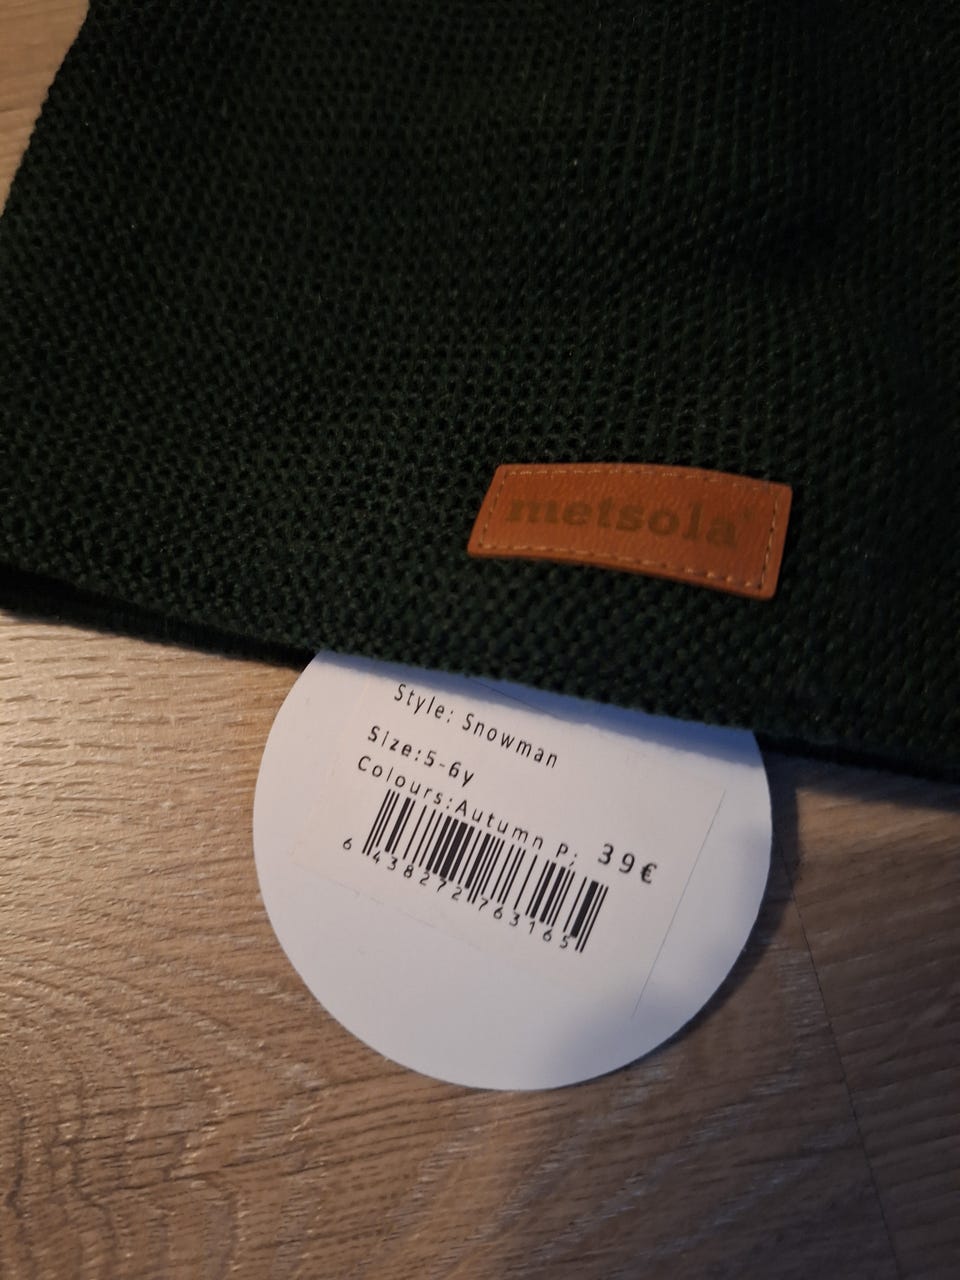 metsola
Style: Snowman
Size:5-6y
Colours:Autumn p; 39€
6 438272 763165